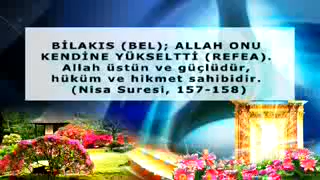 BİLAKIS (BEL); ALLAH ONU
KENDİNE YÜKSELTTİ (REFEA).
Allah üstün ve güçlüdür,
hüküm ve hikmet sahibidir.
(Nisa Suresi, 157-158)